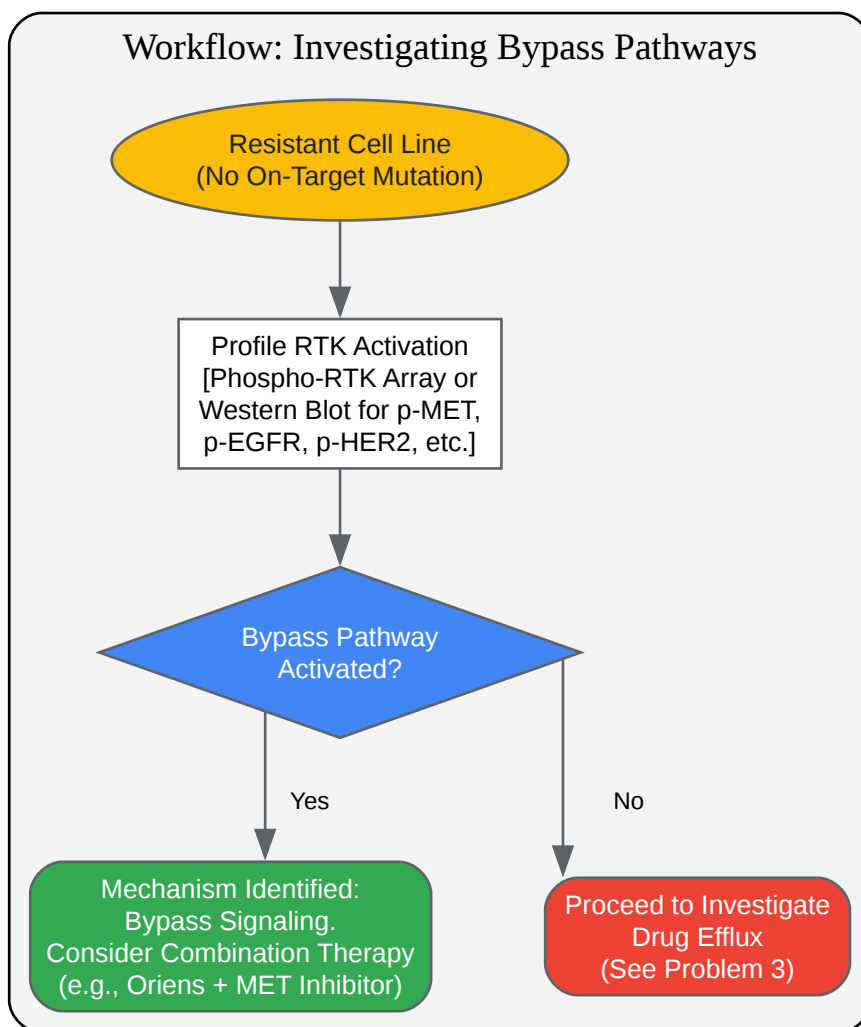 Workflow: Investigating Bypass Pathways
Resistant Cell Line
(No On-Target Mutation)
Profile RTK Activation
[Phospho-RTK Array or
Western Blot for p-MET,
p-EGFR, p-HER2, etc.]
Bypass Pathway
Activated?
Yes
No
Mechanism Identified:
Bypass Signaling.
Consider Combination Therapy
(e.g., Oriens + MET Inhibitor)
Proceed to Investigate
Drug Efflux
(See Problem 3)